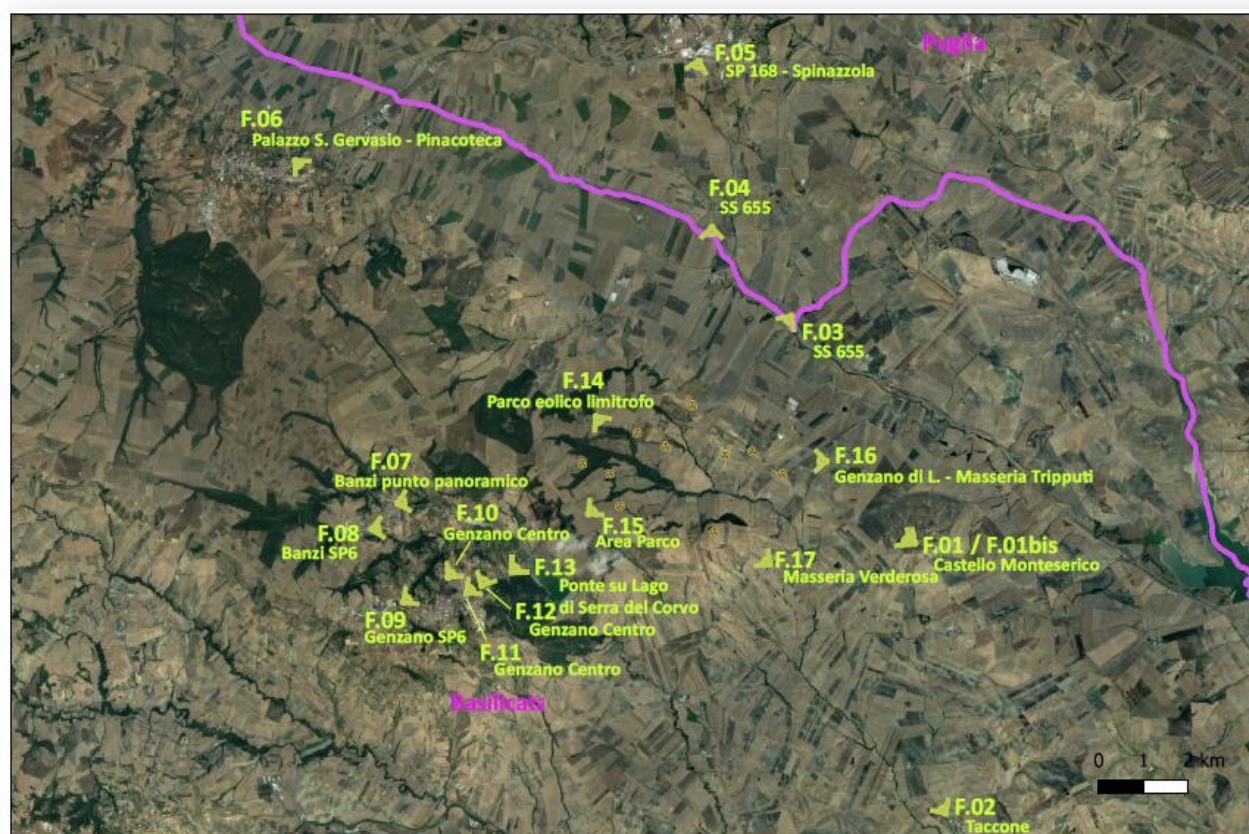 Puglia
F.05
SP 168 - Spinazzola
F.06
Palazzo S. Gervasio - Pinacoteca
F.04
SS 655
F.03
SS 655
F.14
Parco eolico limitrofo
F.16
Genzano di L. - Masseria Tripputi
F.07
Banzi punto panoramico
F.10
Genzano Centro
F.08
Banzi SP6
F.15
Area Parco
F.01 / F.01bis
Castello Monteserico
F.17
Masseria Verderosa
F.13
Ponte su Lago
di Serra del Corvo
F.12
Genzano Centro
F.09
Genzano SP6
F.11
Genzano Centro
Basilicata
0 1 2 km
F.02
Taccone